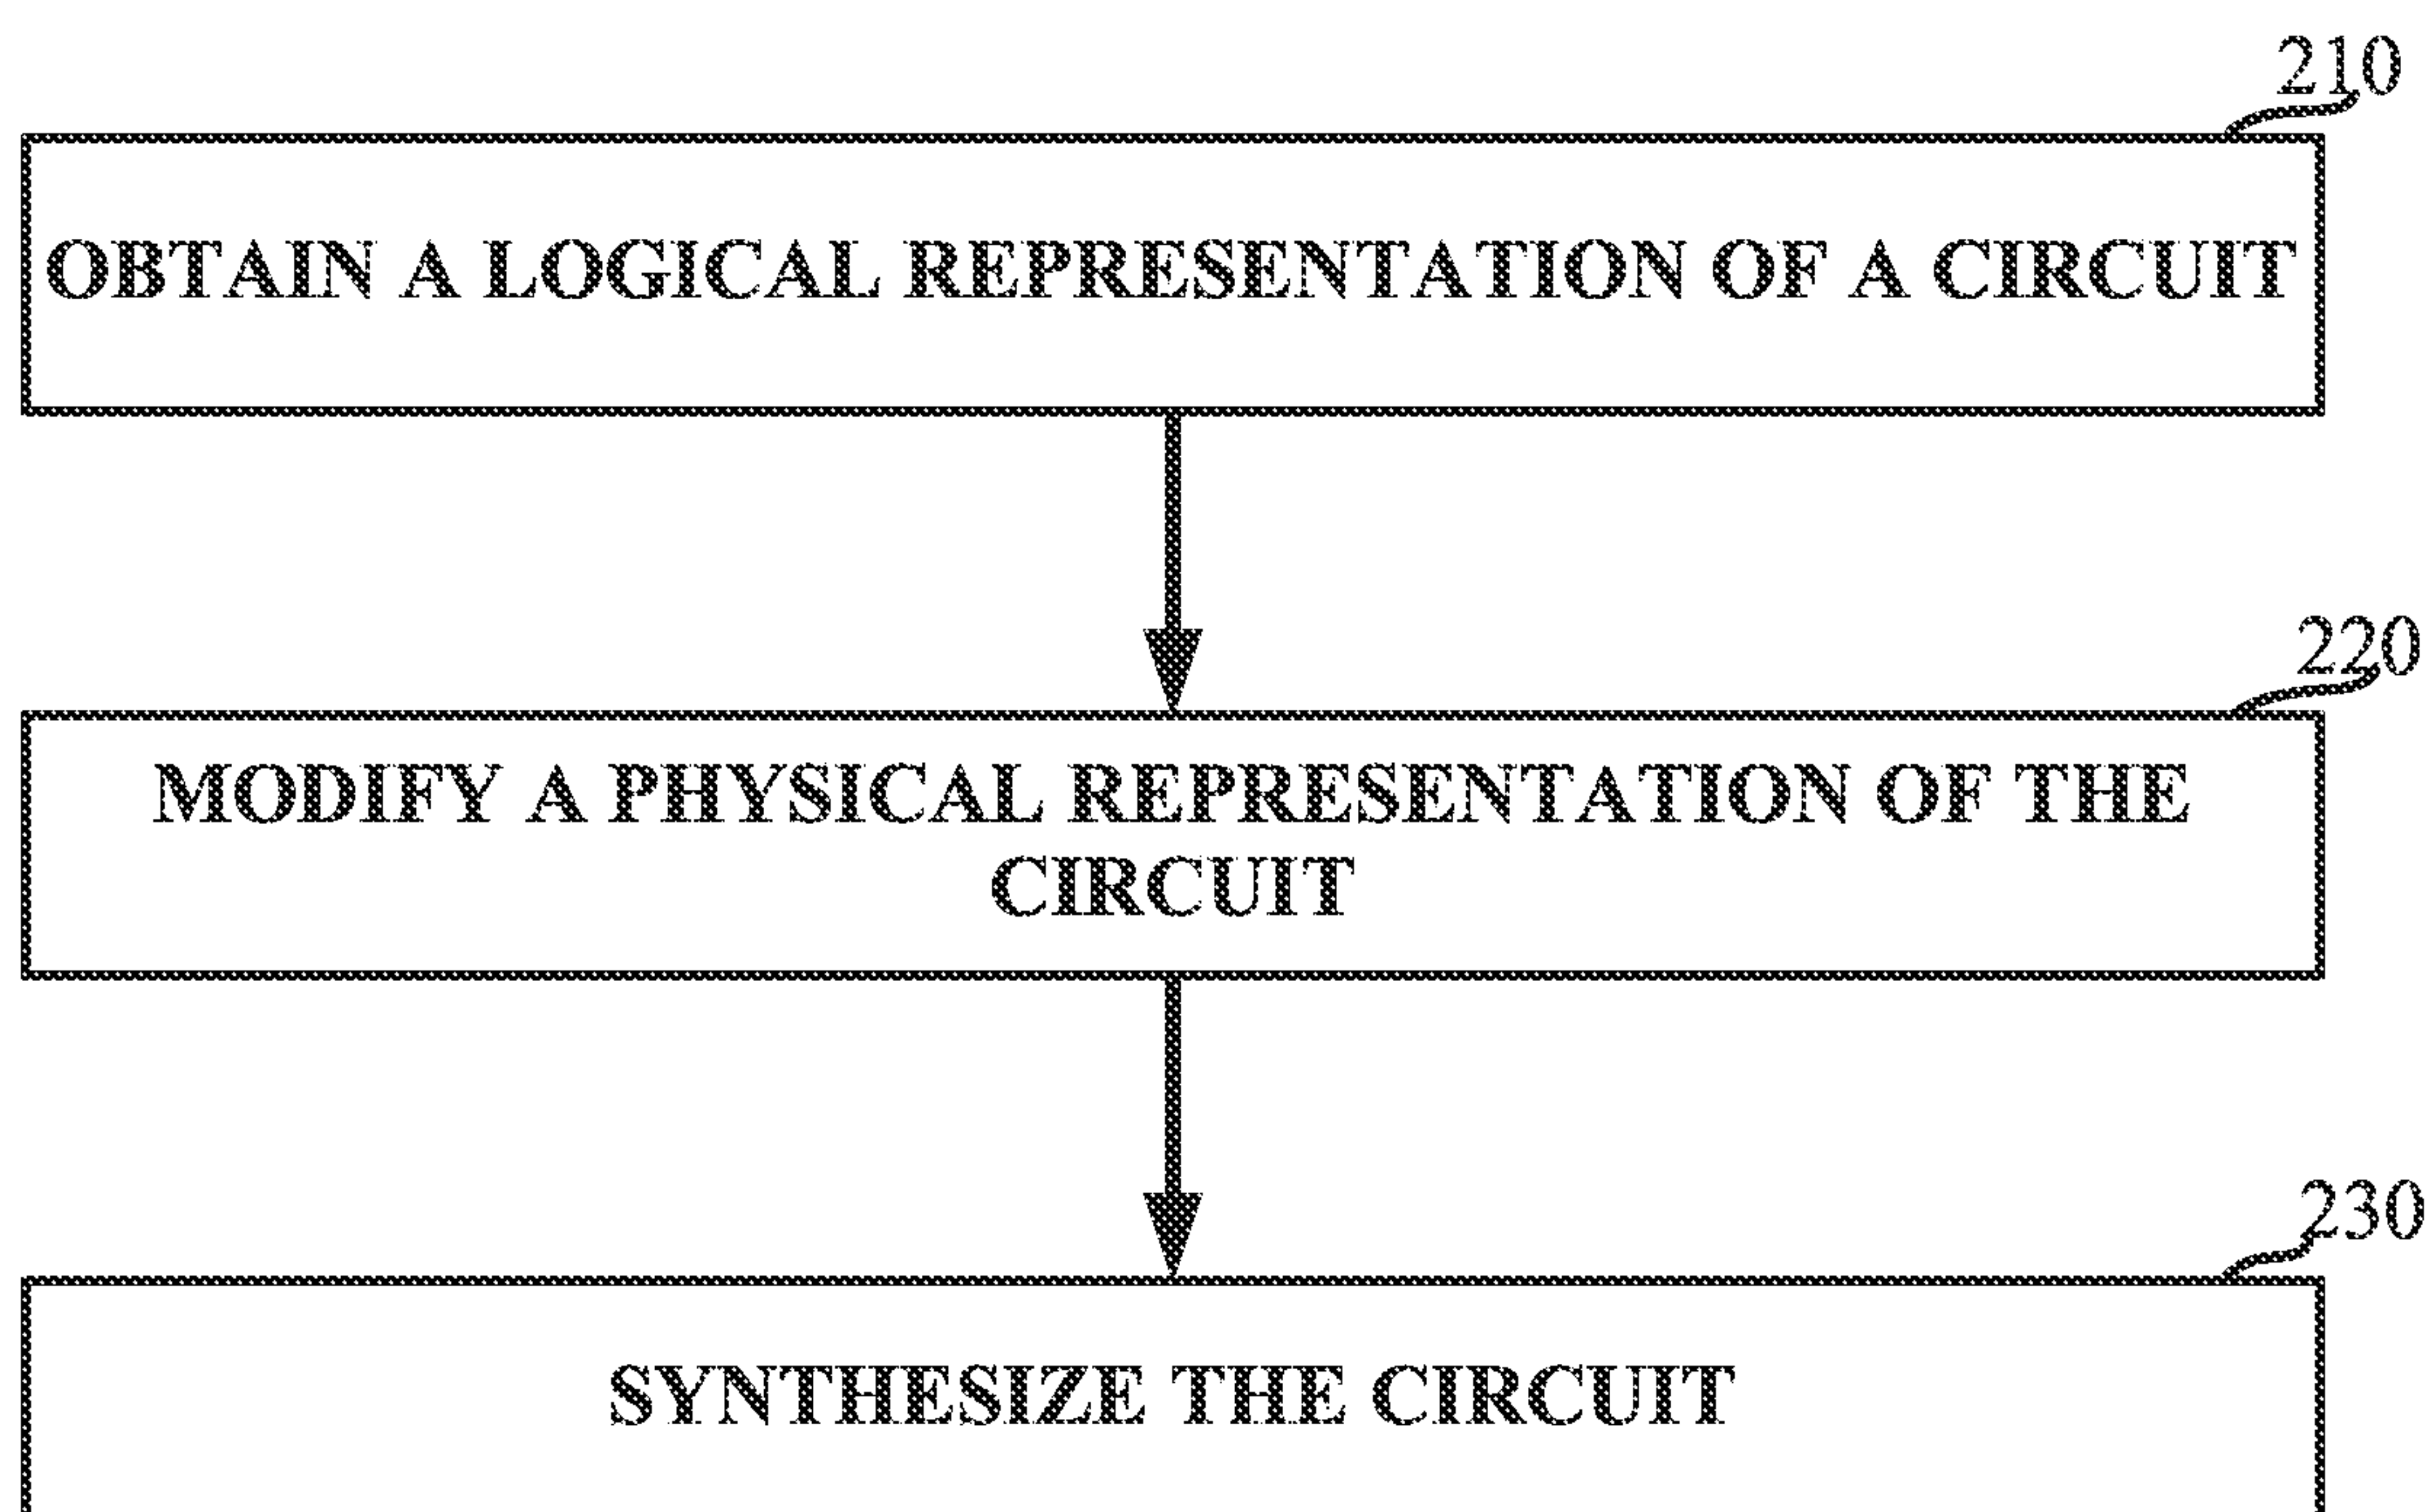 210
OBTAIN A LOGICAL REPRESENTATION OF A CIRCUIT
220
MODIFY A PHYSICAL REPRESENTATION OF THE
CIRCUIT
230
SYNTHESIZE THE CIRCUIT